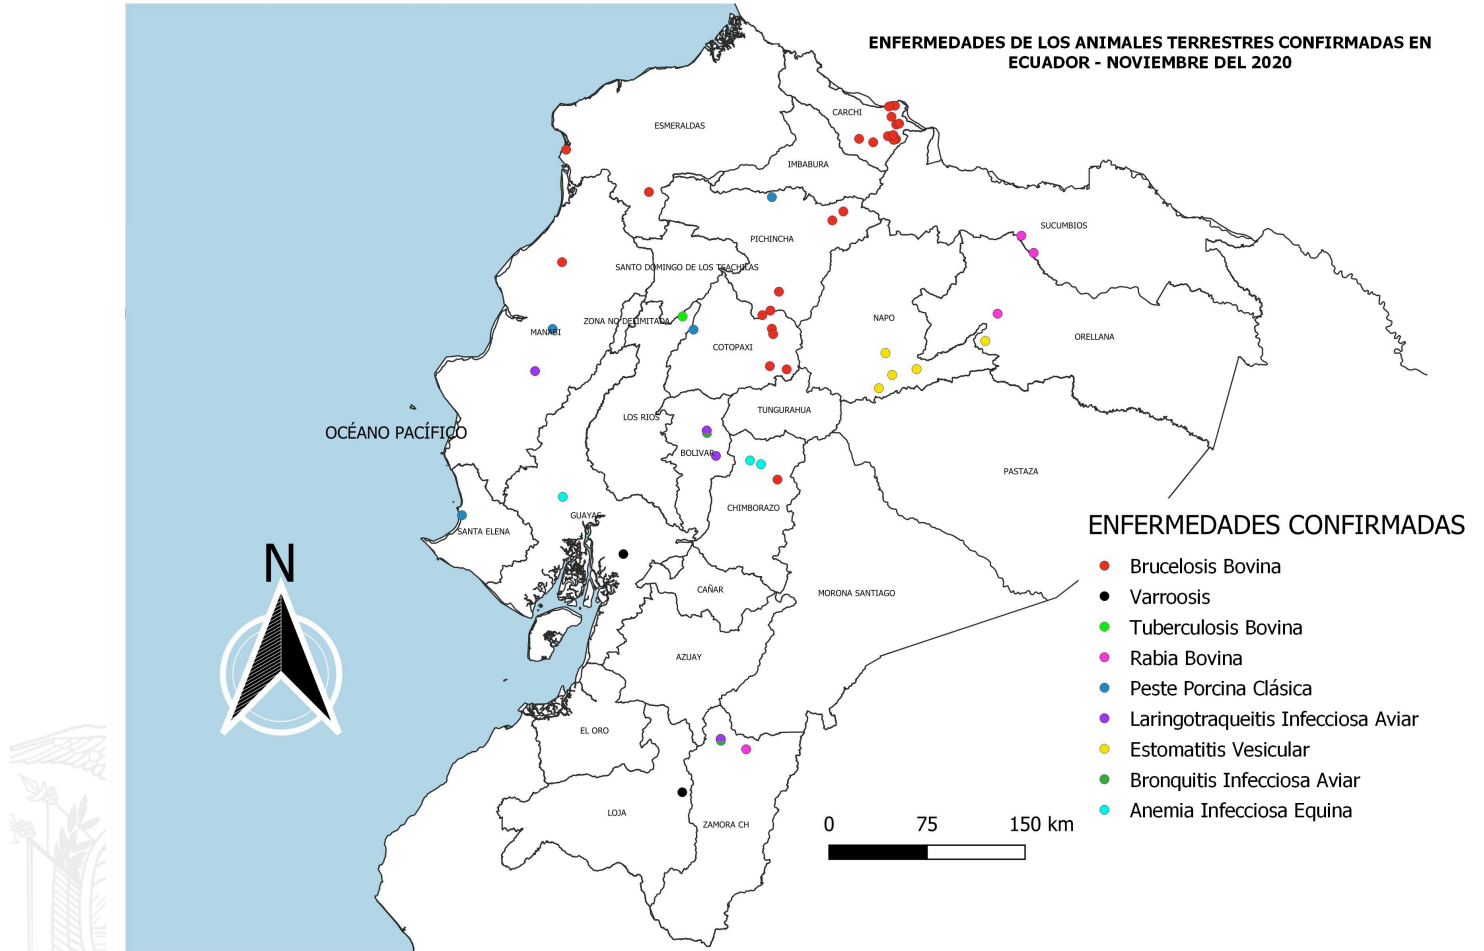 ENFERMEDADES DE LOS ANIMALES TERRESTRES CONFIRMADAS EN
ECUADOR - NOVIEMBRE DEL 2020
CARCHI
ESMERALDAS
IMBABURA
SUCUMBIOS
PICHINCHA
SANTO DOMINGO DE LOS TSACHILAS
NAPO
ZONA NO DELIMITADA
MANABI
ORELLANA
COTOPAXI
TUNGURAHUA
LOS RIOS
OCÉANO PACÍFICO
BOLIVAR
PASTAZA
CHIMBORAZO
GUAYAS
SANTA ELENA
ENFERMEDADES CONFIRMADAS
N
Brucelosis Bovina
CAÑAR
MORONA SANTIAGO
Varroosis
Tuberculosis Bovina
AZUAY
Rabia Bovina
Peste Porcina Clásica
Laringotraqueitis Infecciosa Aviar
EL ORO
Estomatitis Vesicular
Bronquitis Infecciosa Aviar
LOJA
Anemia Infecciosa Equina
ZAMORA CH
0 75 150 km